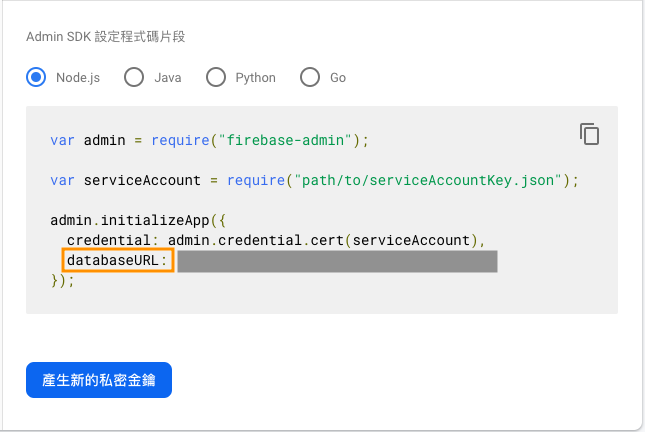 Admin SDK 設定程式碼片段
Node.js Java Python Go
var admin = require("firebase-admin");
var serviceAccount = require("path/to/serviceAccountKey.json");
admin.initializeApp({
credential: admin.credential.cert(serviceAccount),
databaseURL:
});
產生新的私密金鑰